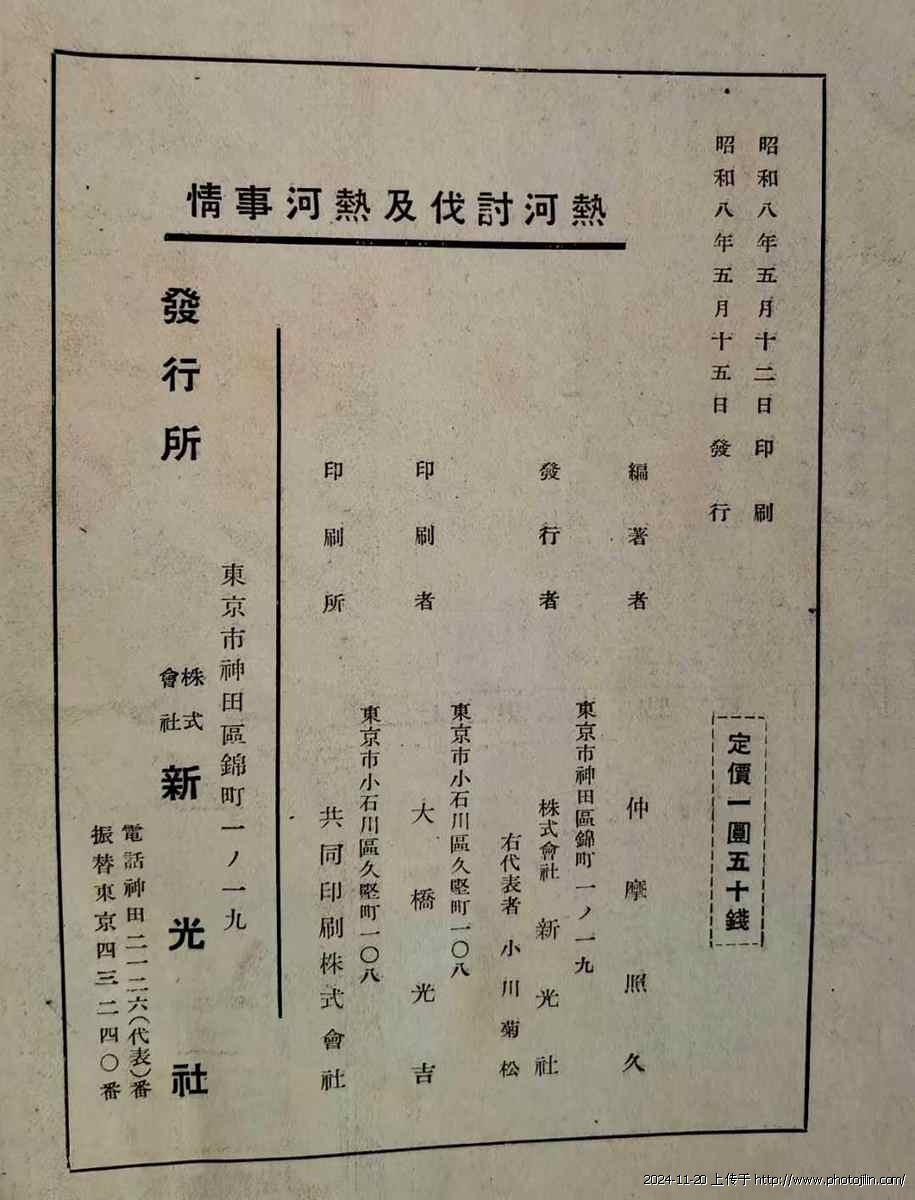 昭和八年五月十二日印刷
昭和八年五月十五日發行
定價一圓五十錢
熱河討伐及熱河事情
編著者 仲摩照久
東京市神田區錦町一ノ一九
發行者 株式會社 新光社
右代表者 小川菊松
東京市小石川區久堅町一〇八
印刷者 大橋光吉
東京市小石川區久堅町一〇八
印刷所 共同印刷株式會社
東京市神田區錦町一ノ一九
發行所 株式會社 新光社
電話神田二一二六(代表)番
振替東京四三二四〇番
2024-11-20 上传于 http://www.photojlin.com/